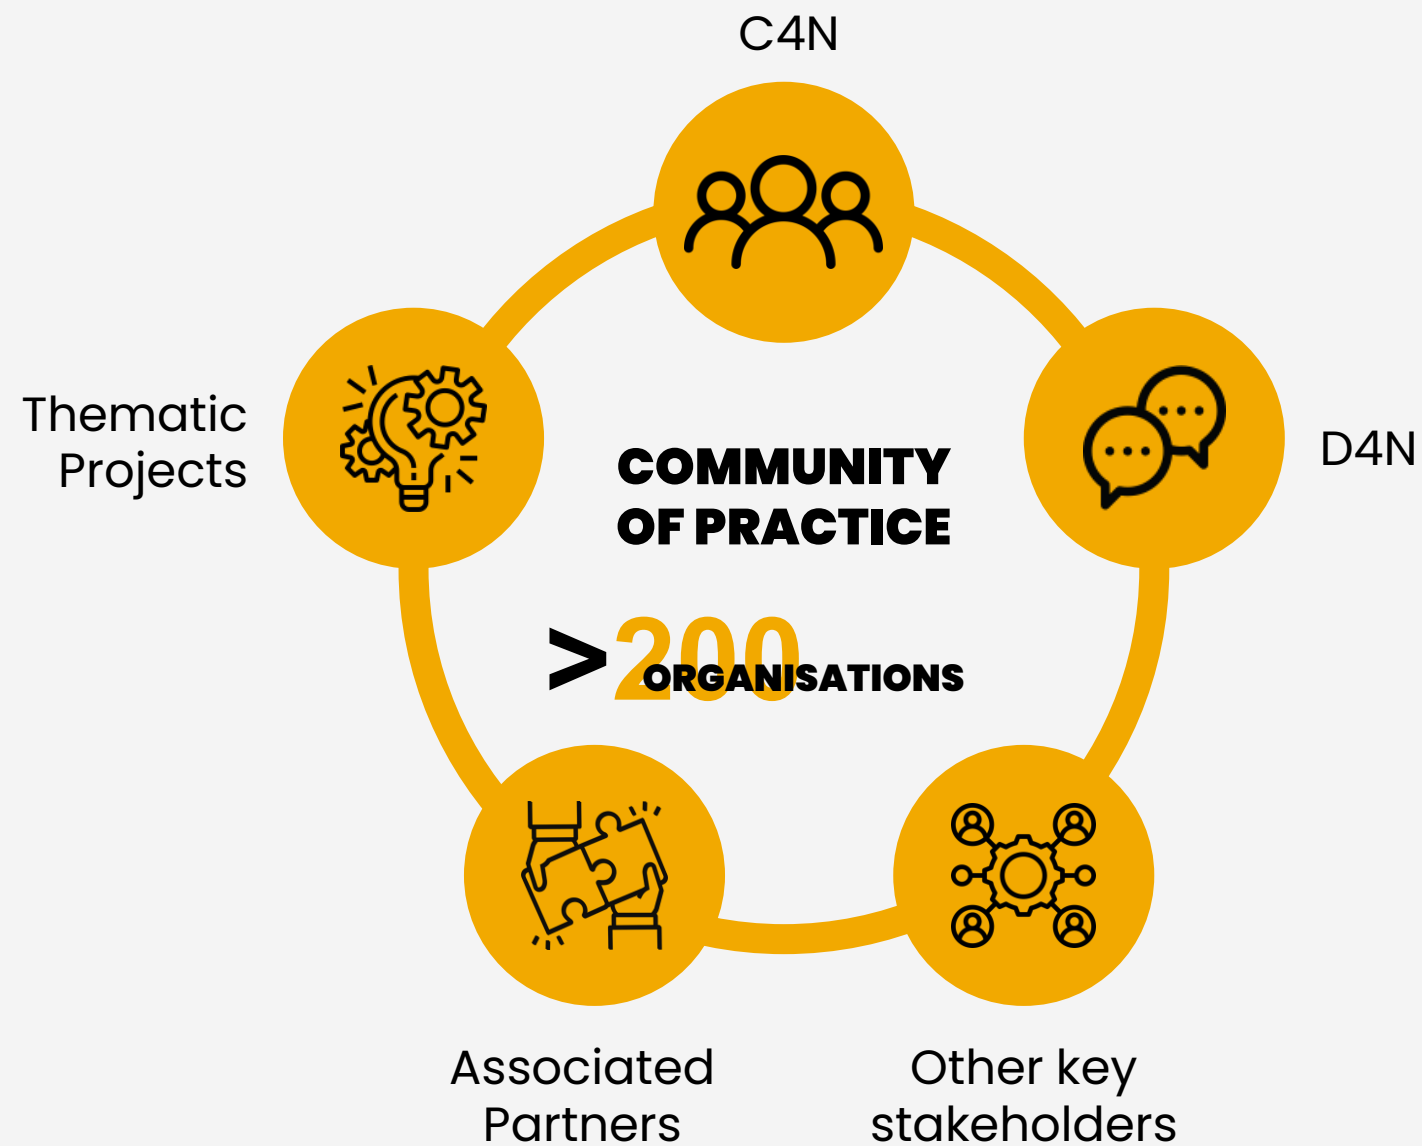 C4N
Thematic
Projects
D4N
COMMUNITY
OF PRACTICE
>200
ORGANISATIONS
Associated
Partners
Other key
stakeholders